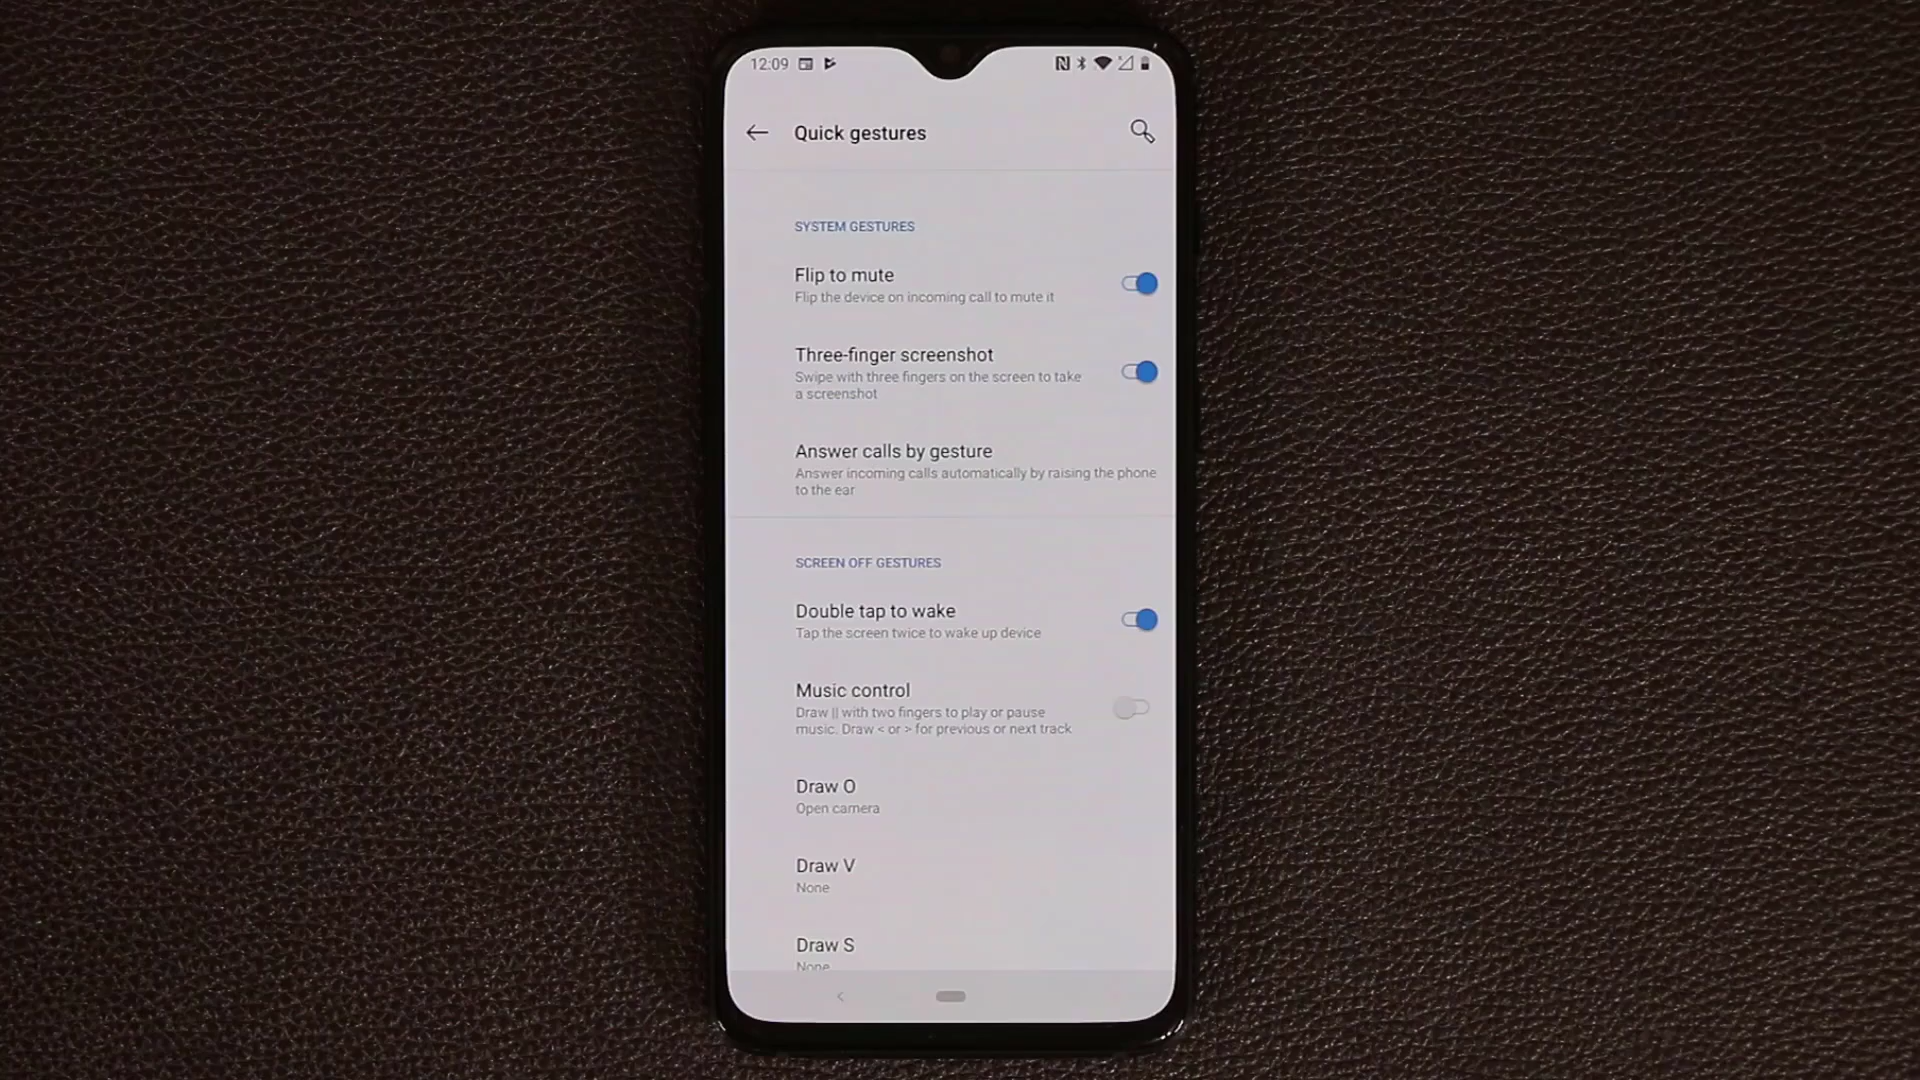 12:09
Quick gestures
SYSTEM GESTURES
Flip to mute
Flip the device on incoming call to mute it
Three-finger screenshot
Swipe with three fingers on the screen to take
a screenshot
Answer calls by gesture
Answer incoming calls automatically by raising the phone
to the ear
SCREEN OFF GESTURES
Double tap to wake
Tap the screen twice to wake up device
Music control
Draw || with two fingers to play or pause
music. Draw < or > for previous or next track
Draw O
Open camera
Draw V
None
Draw S
None